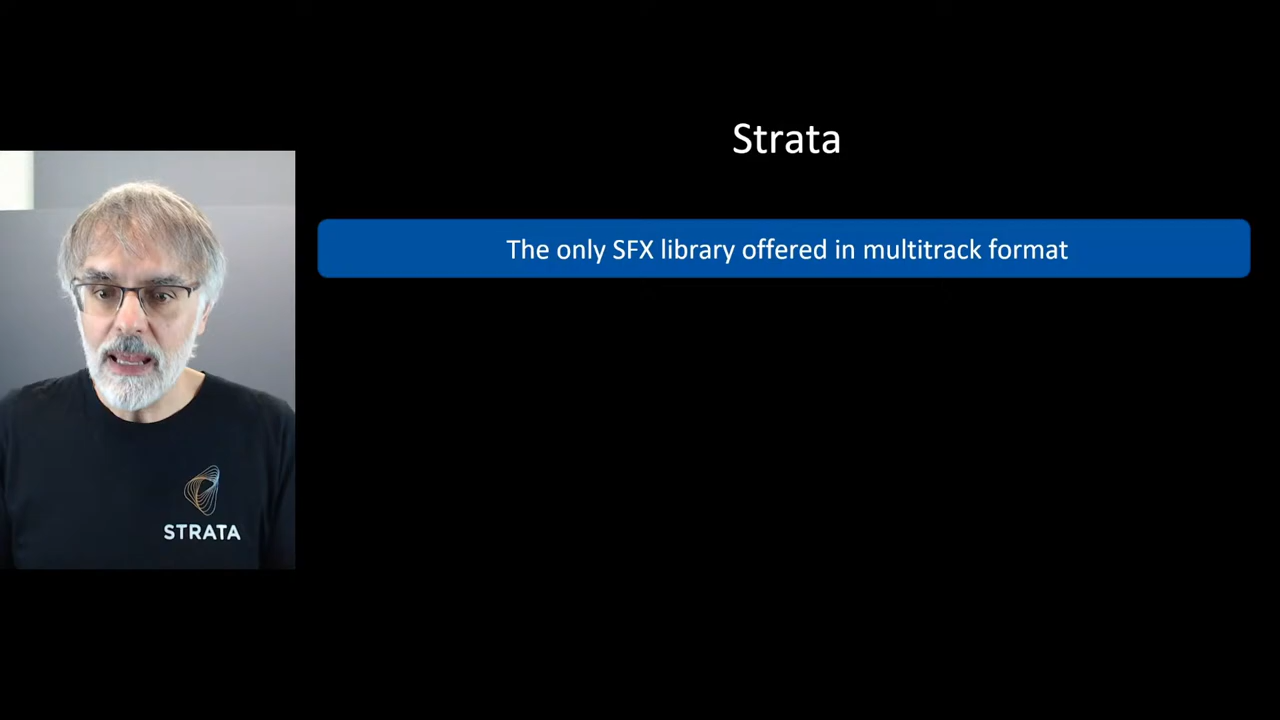 Strata
The only SFX library offered in multitrack format
STRATA